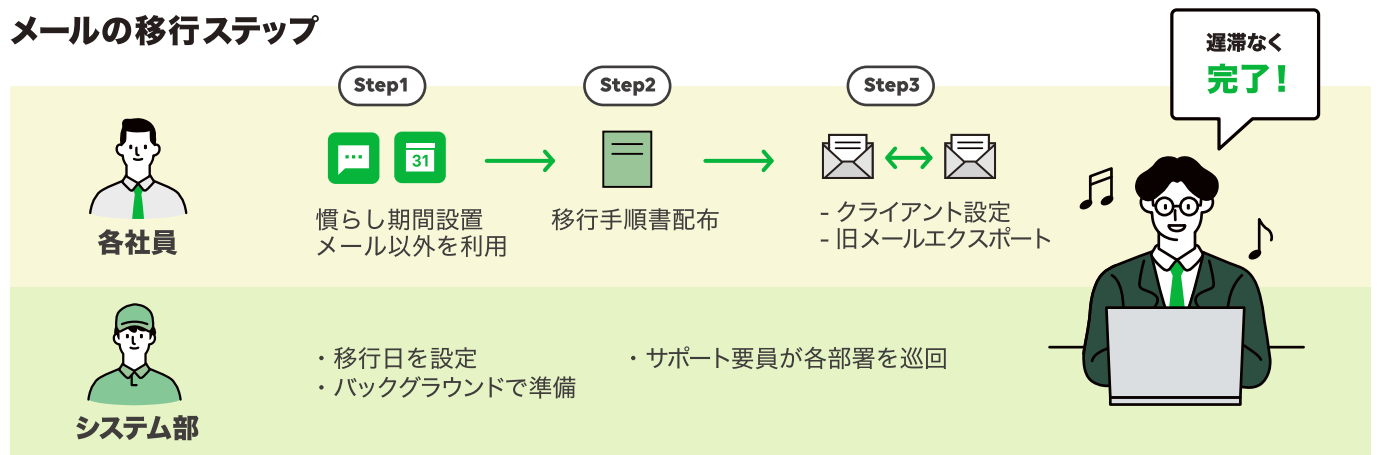 メールの移行ステップ
遅滞なく
完了！
Step1
Step2
Step3
31
慣らし期間設置
メール以外を利用
移行手順書配布
- クライアント設定
- 旧メールエクスポート
各社員
・移行日を設定
・バックグラウンドで準備
・サポート要員が各部署を巡回
システム部